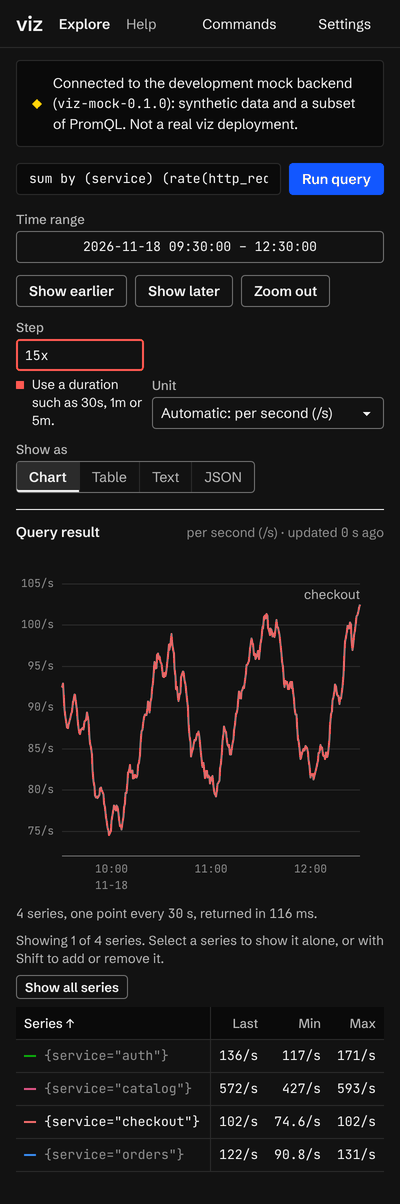 viz Explore Help Commands Settings
Connected to the development mock backend
(viz-mock-0.1.0): synthetic data and a subset
of PromQL. Not a real viz deployment.
sum by (service) (rate(http_rec Run query
Time range
2026-11-18 09:30:00 – 12:30:00
Show earlier Show later Zoom out
Step
15x
Use a duration
such as 30s, 1m or
5m.
Unit
Automatic: per second (/s)
Show as
Chart Table Text JSON
Query result per second (/s) · updated 0 s ago
105/s
checkout
100/s
95/s
90/s
85/s
80/s
75/s
10:00 11:00 12:00
11-18
4 series, one point every 30 s, returned in 116 ms.
Showing 1 of 4 series. Select a series to show it alone, or with
Shift to add or remove it.
Show all series
Series ↑ Last Min Max
{service="auth"} 136/s 117/s 171/s
{service="catalog"} 572/s 427/s 593/s
{service="checkout"} 102/s 74.6/s 102/s
{service="orders"} 122/s 90.8/s 131/s